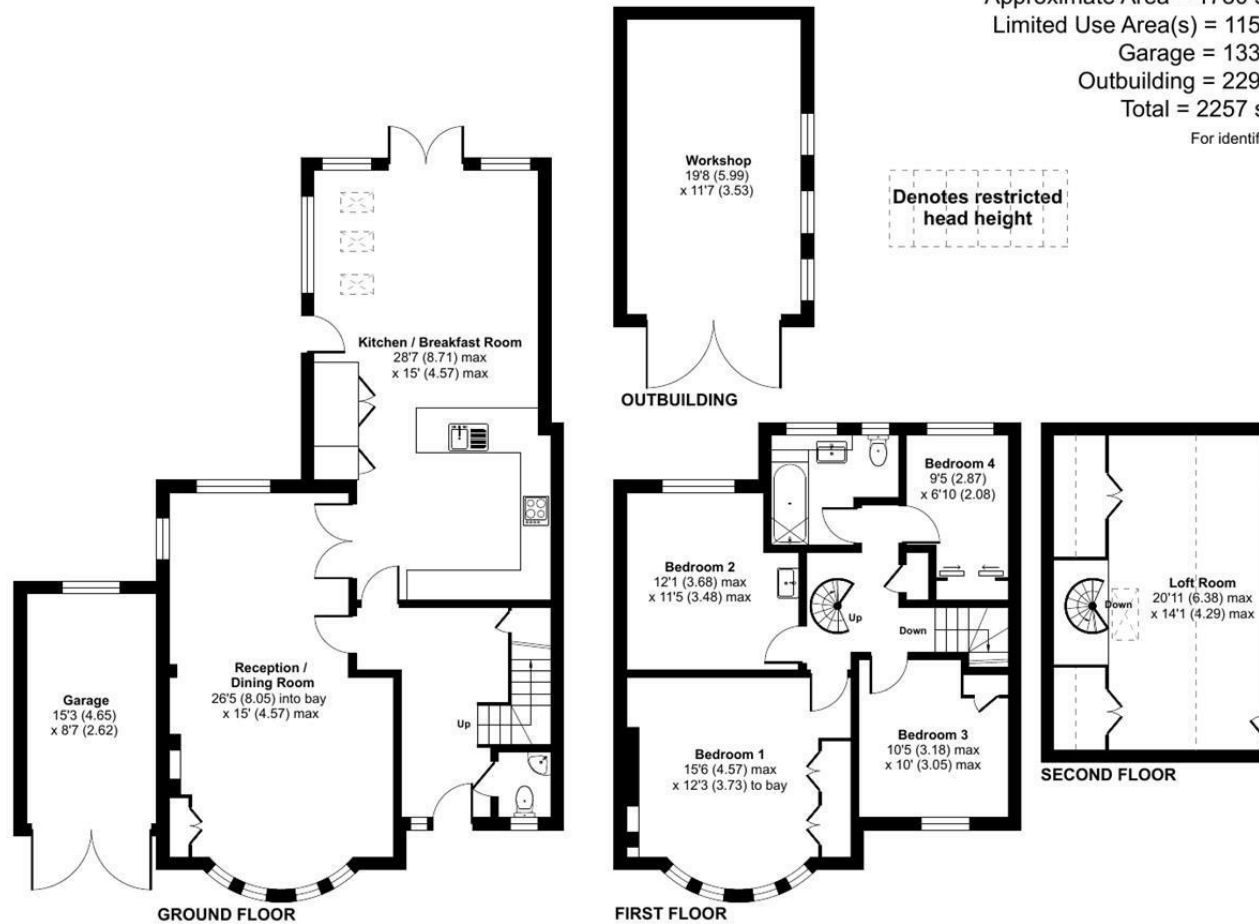 Limited Use Area(s) = 115
Garage = 133
Outbuilding = 229
Total = 2257 s
For identif
Denotes restricted
head height
Workshop
19'8 (5.99)
x 11'7 (3.53)
OUTBUILDING
Kitchen / Breakfast Room
28'7 (8.71) max
x 15' (4.57) max
Reception /
Dining Room
26'5 (8.05) into bay
x 15' (4.57) max
Garage
15'3 (4.65)
x 8'7 (2.62)
Up
GROUND FLOOR
Bedroom 4
9'5 (2.87)
x 6'10 (2.08)
Bedroom 2
12'1 (3.68) max
x 11'5 (3.48) max
Up
Down
Bedroom 1
15'6 (4.57) max
x 12'3 (3.73) to bay
Bedroom 3
10'5 (3.18) max
x 10' (3.05) max
FIRST FLOOR
Loft Room
20'11 (6.38) max
x 14'1 (4.29) max
Down
SECOND FLOOR